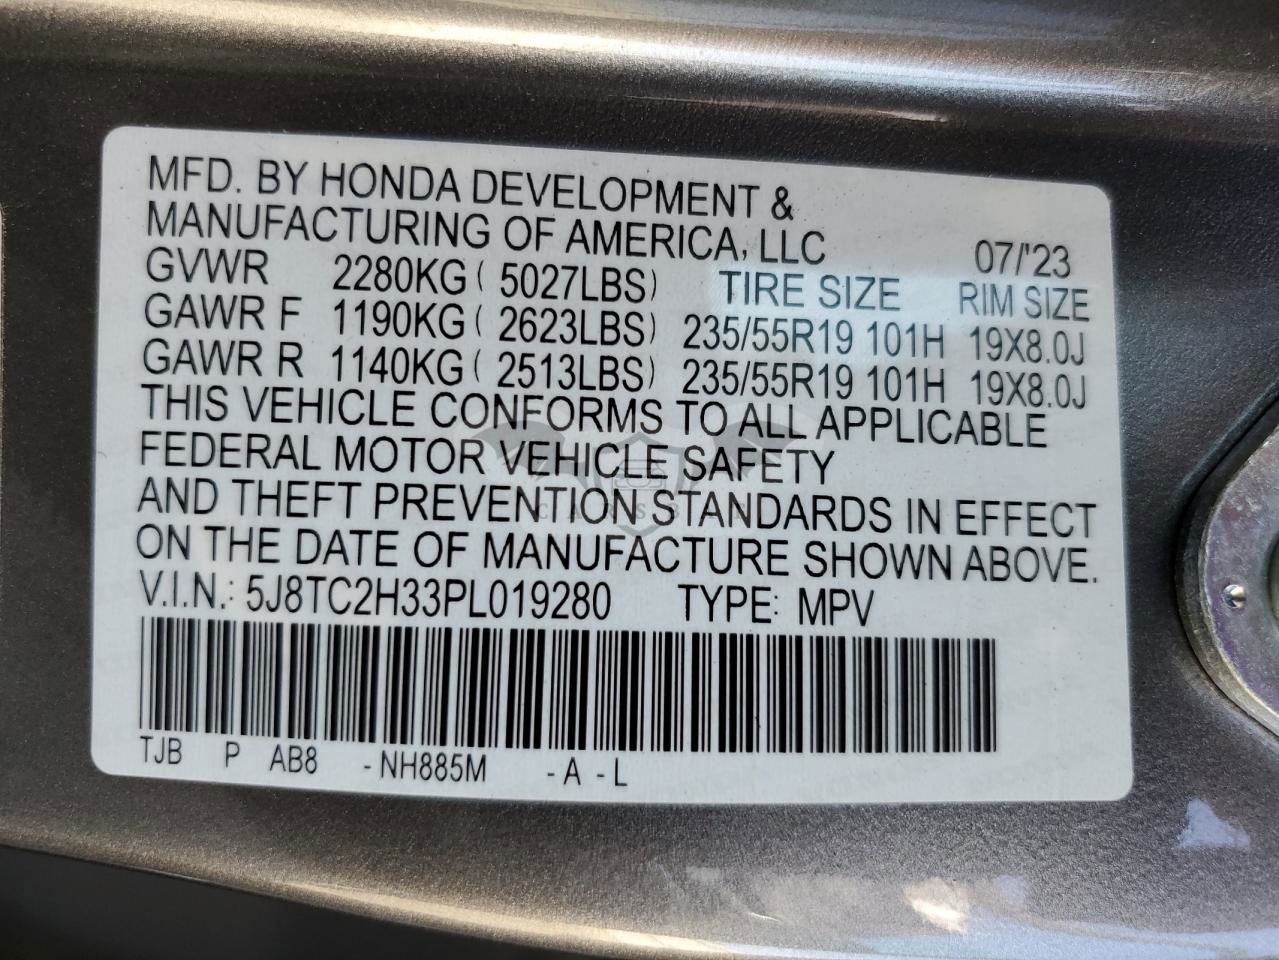 MFD. BY HONDA DEVELOPMENT &
MANUFACTURING OF AMERICA, LLC 07/'23
GVWR 2280KG ( 5027LBS) TIRE SIZE RIM SIZE
GAWR F 1190KG ( 2623LBS) 235/55R19 101H 19X8.0J
GAWR R 1140KG ( 2513LBS) 235/55R19 101H 19X8.0J
THIS VEHICLE CONFORMS TO ALL APPLICABLE
FEDERAL MOTOR VEHICLE SAFETY
AND THEFT PREVENTION STANDARDS IN EFFECT
ON THE DATE OF MANUFACTURE SHOWN ABOVE.
V.I.N.: 5J8TC2H33PL019280 TYPE: MPV
TJB P AB8 -NH885M -A -L